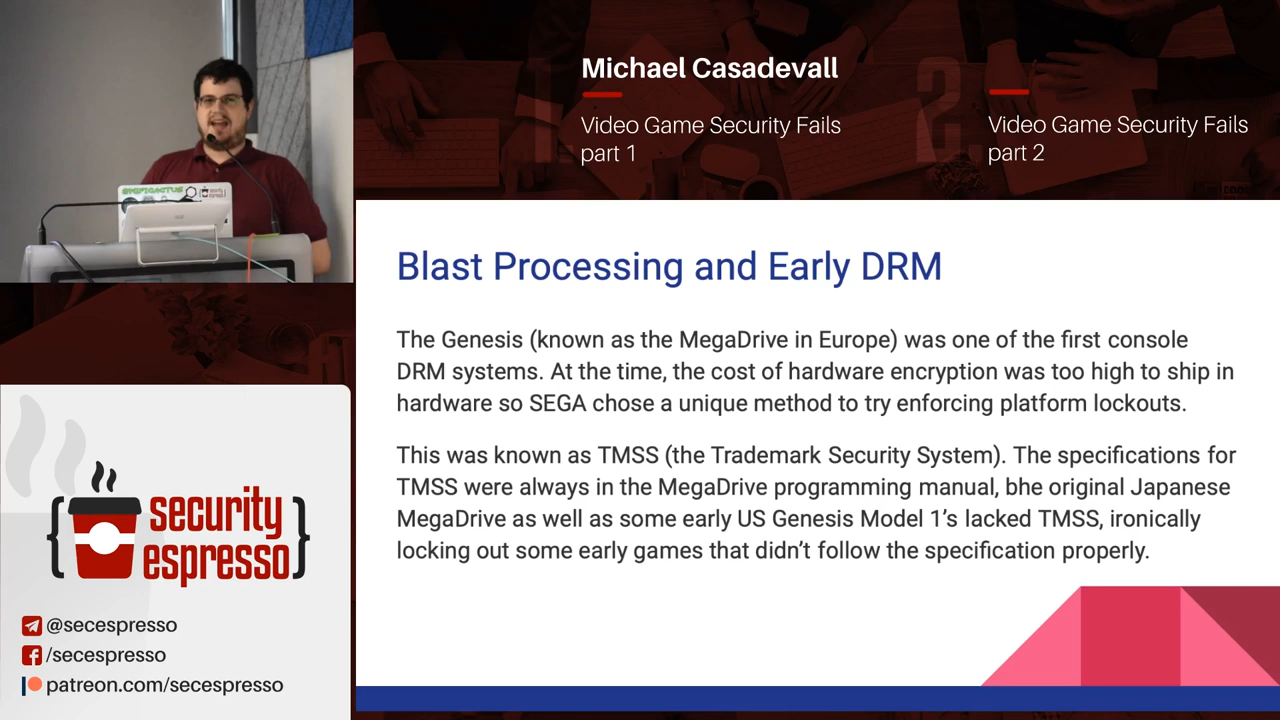 Michael Casadevall
1.
Video Game Security Fails
part 1
2.
Video Game Security Fails
part 2
Blast Processing and Early DRM
The Genesis (known as the MegaDrive in Europe) was one of the first console
DRM systems. At the time, the cost of hardware encryption was too high to ship in
hardware so SEGA chose a unique method to try enforcing platform lockouts.
This was known as TMSS (the Trademark Security System). The specifications for
TMSS were always in the MegaDrive programming manual, bhe original Japanese
MegaDrive as well as some early US Genesis Model 1’s lacked TMSS, ironically
locking out some early games that didn’t follow the specification properly.
{security
espresso}
@secespresso
/secespresso
patreon.com/secespresso